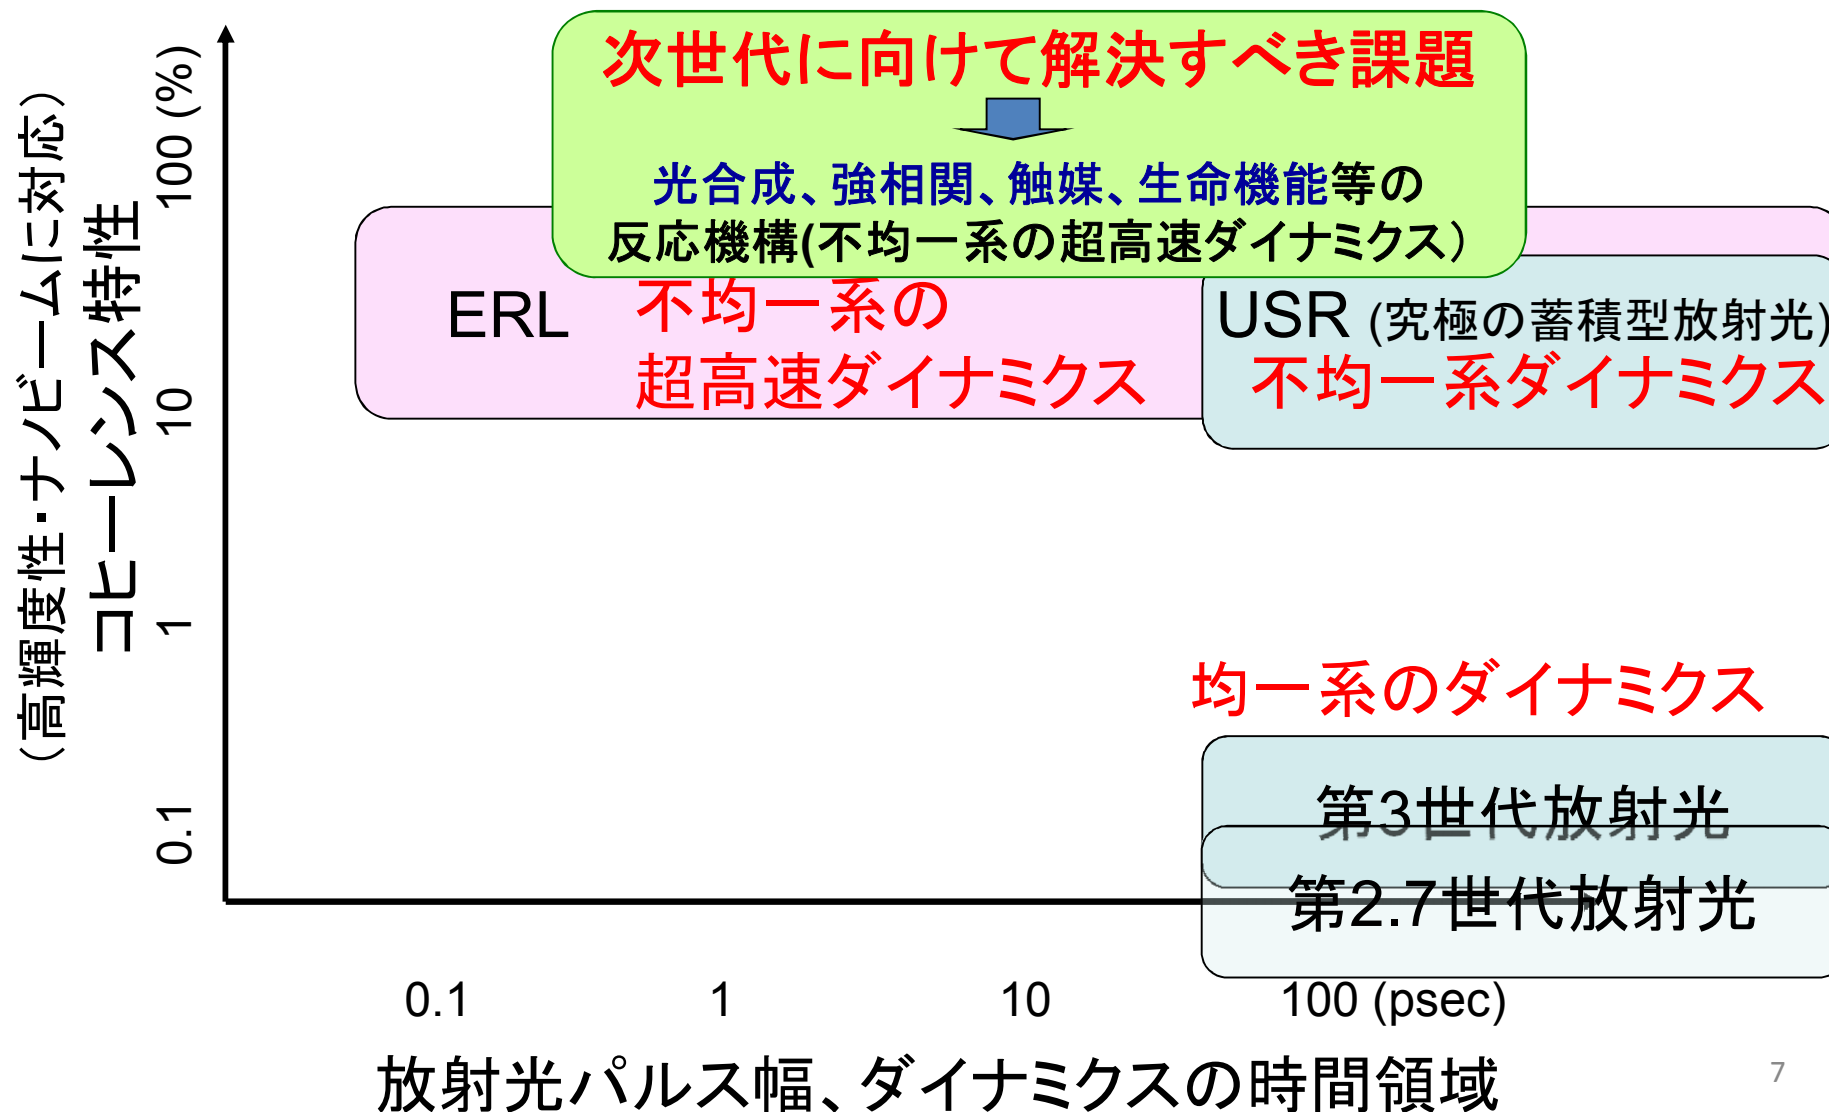 次世代に向けて解決すべき課題
光合成、強相関、触媒、生命機能等の
反応機構(不均一系の超高速ダイナミクス）
（高輝度性・ナノビームに対応）
コヒーレンス特性
100 (%)
10
1
0.1
ERL
不均一系の
超高速ダイナミクス
USR (究極の蓄積型放射光)
不均一系ダイナミクス
均一系のダイナミクス
第3世代放射光
第2.7世代放射光
0.1 1 10 100 (psec)
放射光パルス幅、ダイナミクスの時間領域
7